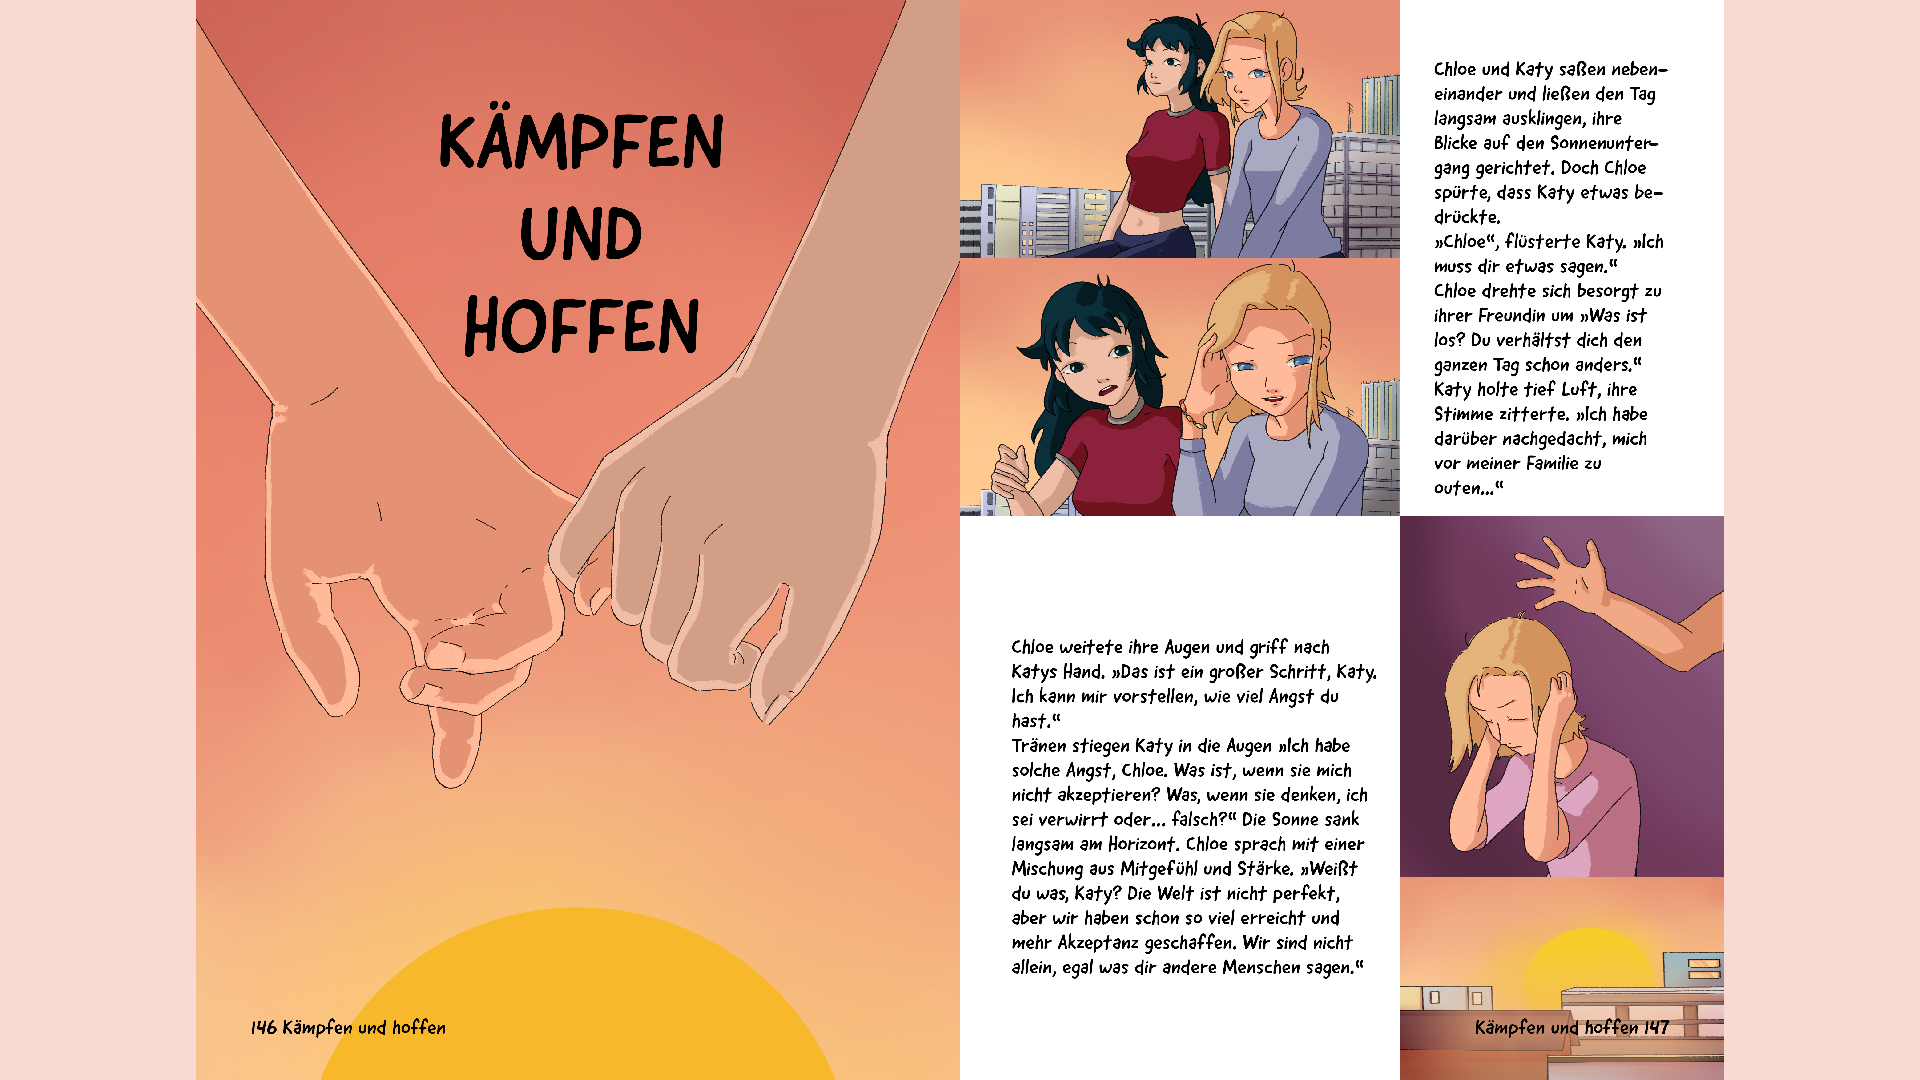 KÄMPFEN
UND
HOFFEN
146 Kämpfen und hoffen
Chloe und Katy saßen neben-
einander und ließen den Tag
langsam ausklingen, ihre
Blicke auf den Sonnenunter-
gang gerichtet. Doch Chloe
spürte, dass Katy etwas be-
drückte.
»Chloe“, flüsterte Katy. »Ich
muss dir etwas sagen.“
Chloe drehte sich besorgt zu
ihrer Freundin um »Was ist
los? Du verhältst dich den
ganzen Tag schon anders.“
Katy holte tief Luft, ihre
Stimme zitterte. »Ich habe
darüber nachgedacht, mich
vor meiner Familie zu
outen...“
Chloe weitete ihre Augen und griff nach
Katys Hand. »Das ist ein großer Schritt, Katy.
Ich kann mir vorstellen, wie viel Angst du
hast.“
Tränen stiegen Katy in die Augen »Ich habe
solche Angst, Chloe. Was ist, wenn sie mich
nicht akzeptieren? Was, wenn sie denken, ich
sei verwirrt oder... falsch?“ Die Sonne sank
langsam am Horizont. Chloe sprach mit einer
Mischung aus Mitgefühl und Stärke. »Weißt
du was, Katy? Die Welt ist nicht perfekt,
aber wir haben schon so viel erreicht und
mehr Akzeptanz geschaffen. Wir sind nicht
allein, egal was dir andere Menschen sagen.“
Kämpfen und hoffen 147